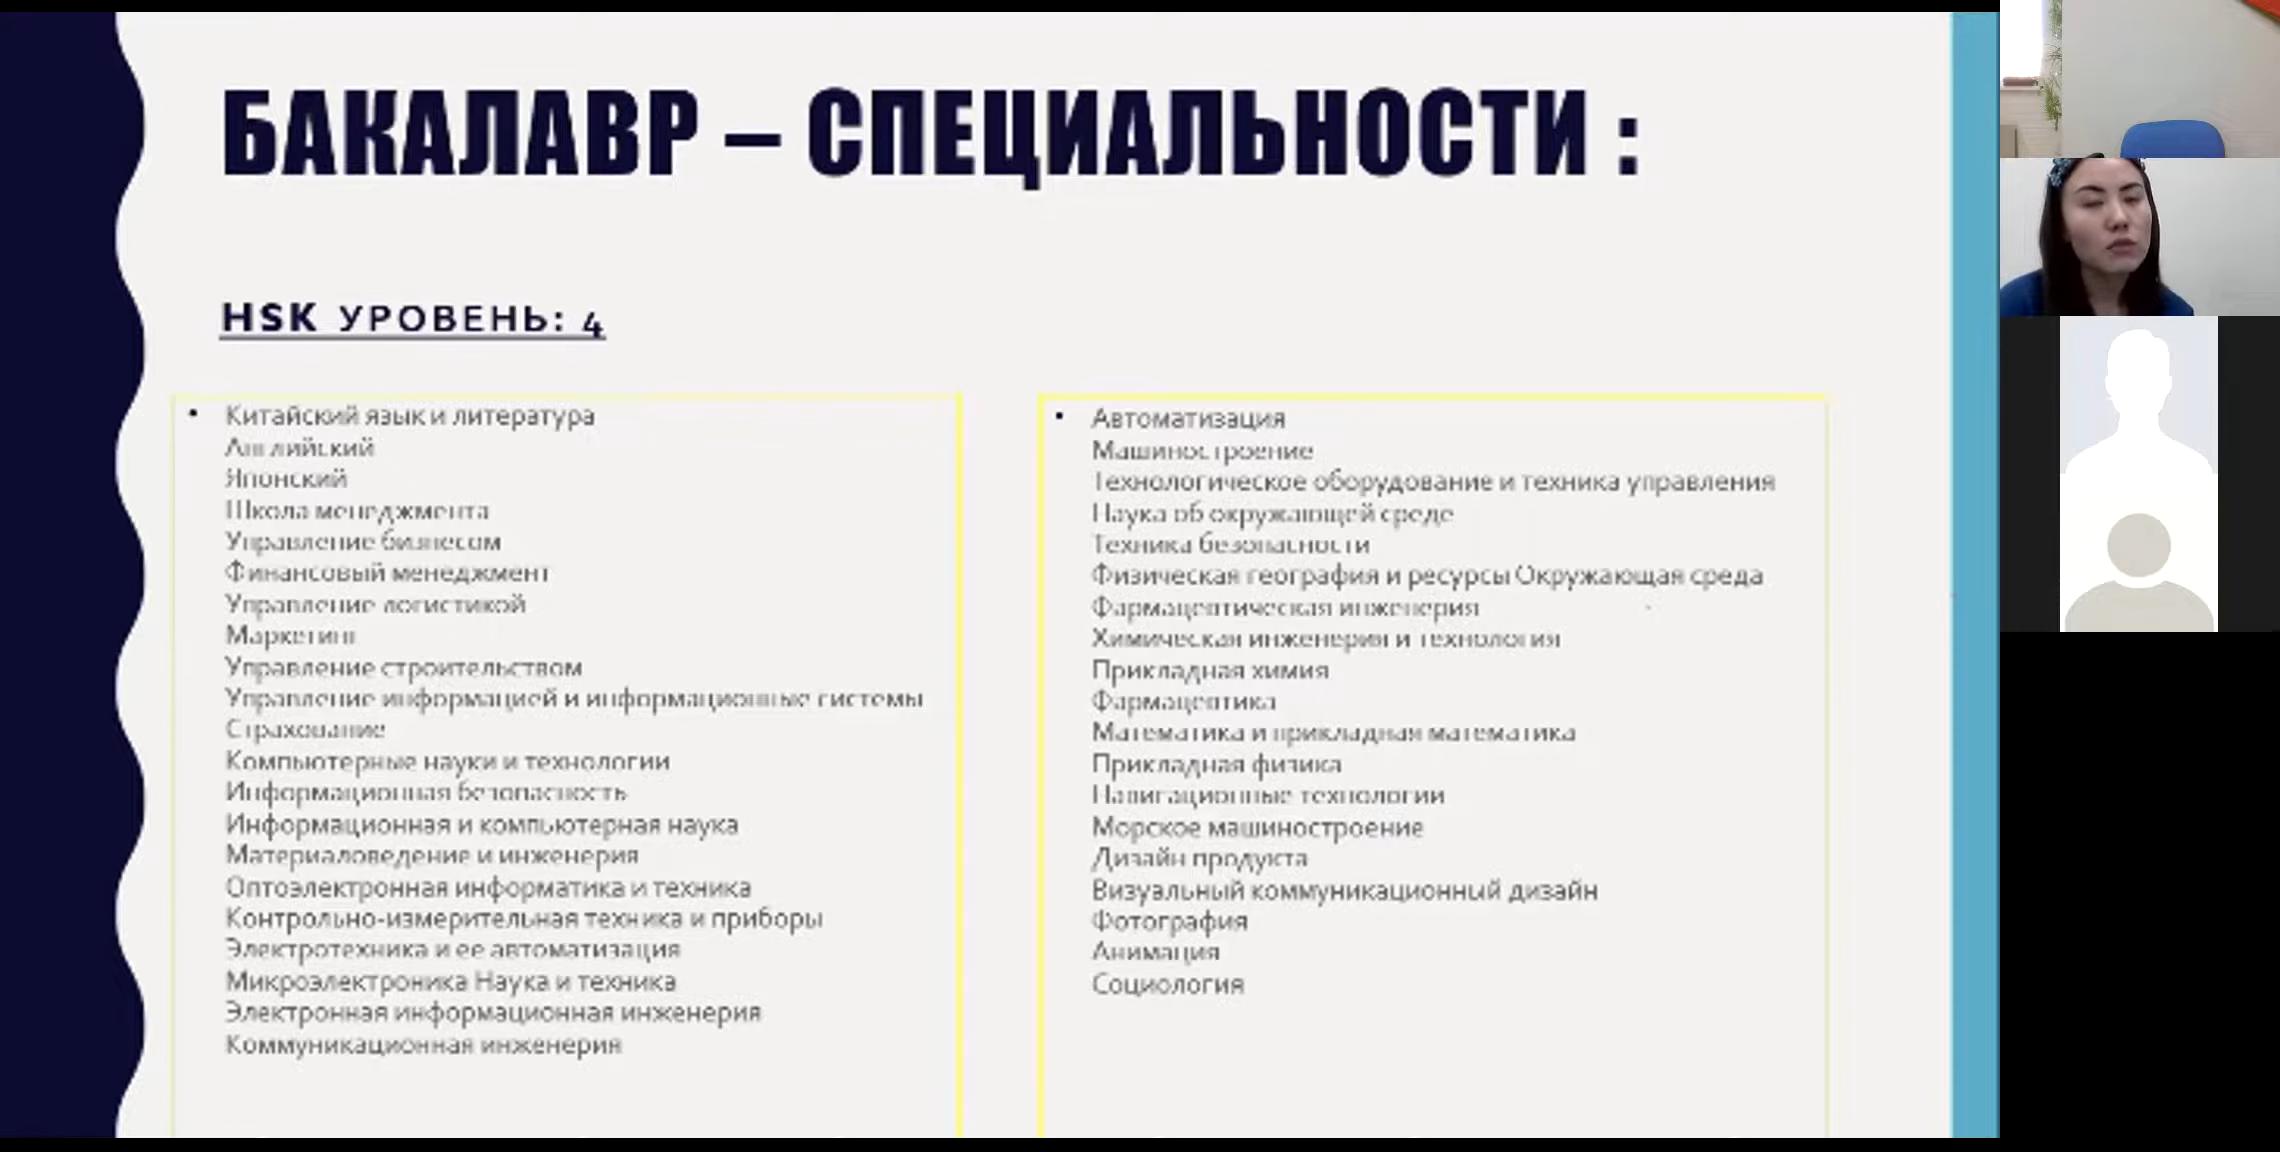 БАКАЛАВР – СПЕЦИАЛЬНОСТИ :
HSK УРОВЕНЬ: 4
• Китайский язык и литература
Английский
Японский
Школа менеджмента
Управление бизнесом
Финансовый менеджмент
Управление логистикой
Маркетинг
Управление строительством
Управление информацией и информационные системы
Страхование
Компьютерные науки и технологии
Информационная безопасность
Информационная и компьютерная наука
Материаловедение и инженерия
Оптоэлектронная информатика и техника
Контрольно-измерительная техника и приборы
Электротехника и ее автоматизация
Микроэлектроника Наука и техника
Электронная информационная инженерия
Коммуникационная инженерия
• Автоматизация
Машиностроение
Технологическое оборудование и техника управления
Наука об окружающей среде
Техника безопасности
Физическая география и ресурсы Окружающая среда
Фармацевтическая инженерия
Химическая инженерия и технология
Прикладная химия
Фармацевтика
Математика и прикладная математика
Прикладная физика
Навигационные технологии
Морское машиностроение
Дизайн продукта
Визуальный коммуникационный дизайн
Фотография
Анимация
Социология